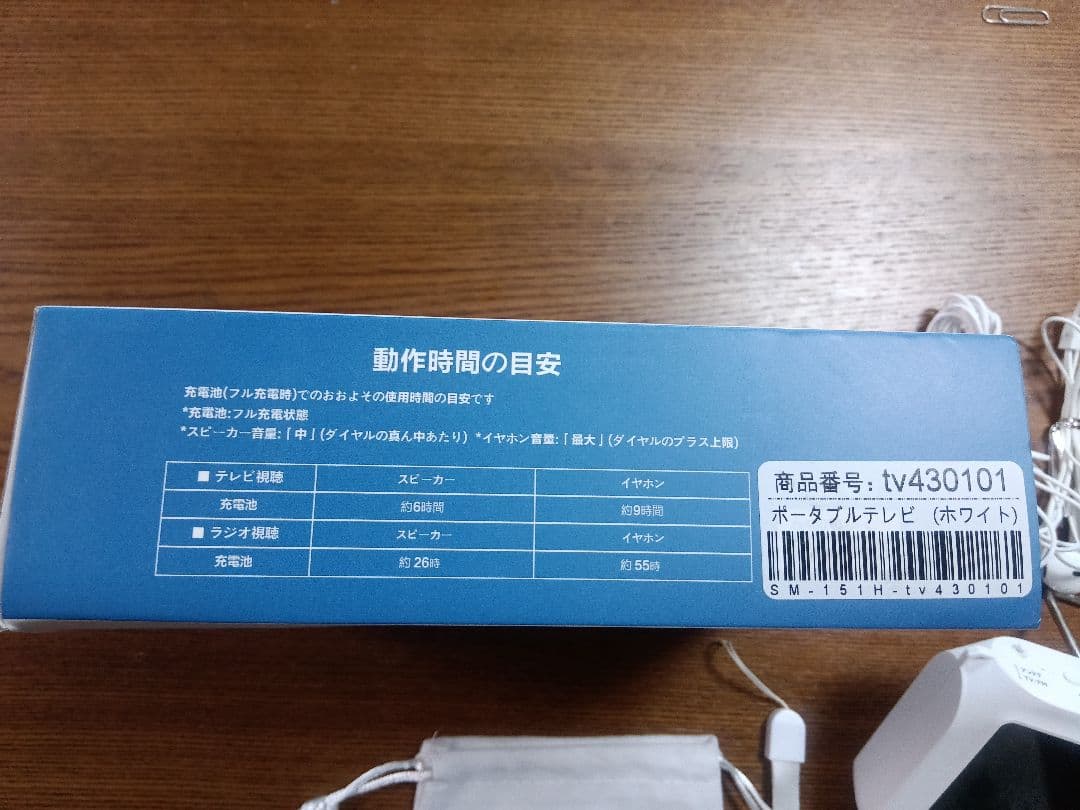 動作時間の目安
充電池(フル充電時)でのおおよその使用時間の目安です
*充電池:フル充電状態
*スピーカー音量:「中」(ダイヤルの真ん中あたり) *イヤホン音量:「最大」(ダイヤルのプラス上限)
■ テレビ視聴 スピーカー イヤホン
充電池 約6時間 約9時間
■ ラジオ視聴 スピーカー イヤホン
充電池 約 26時 約 55時
商品番号: tv430101
ポータブルテレビ (ホワイト)
SM-151H-tv430101